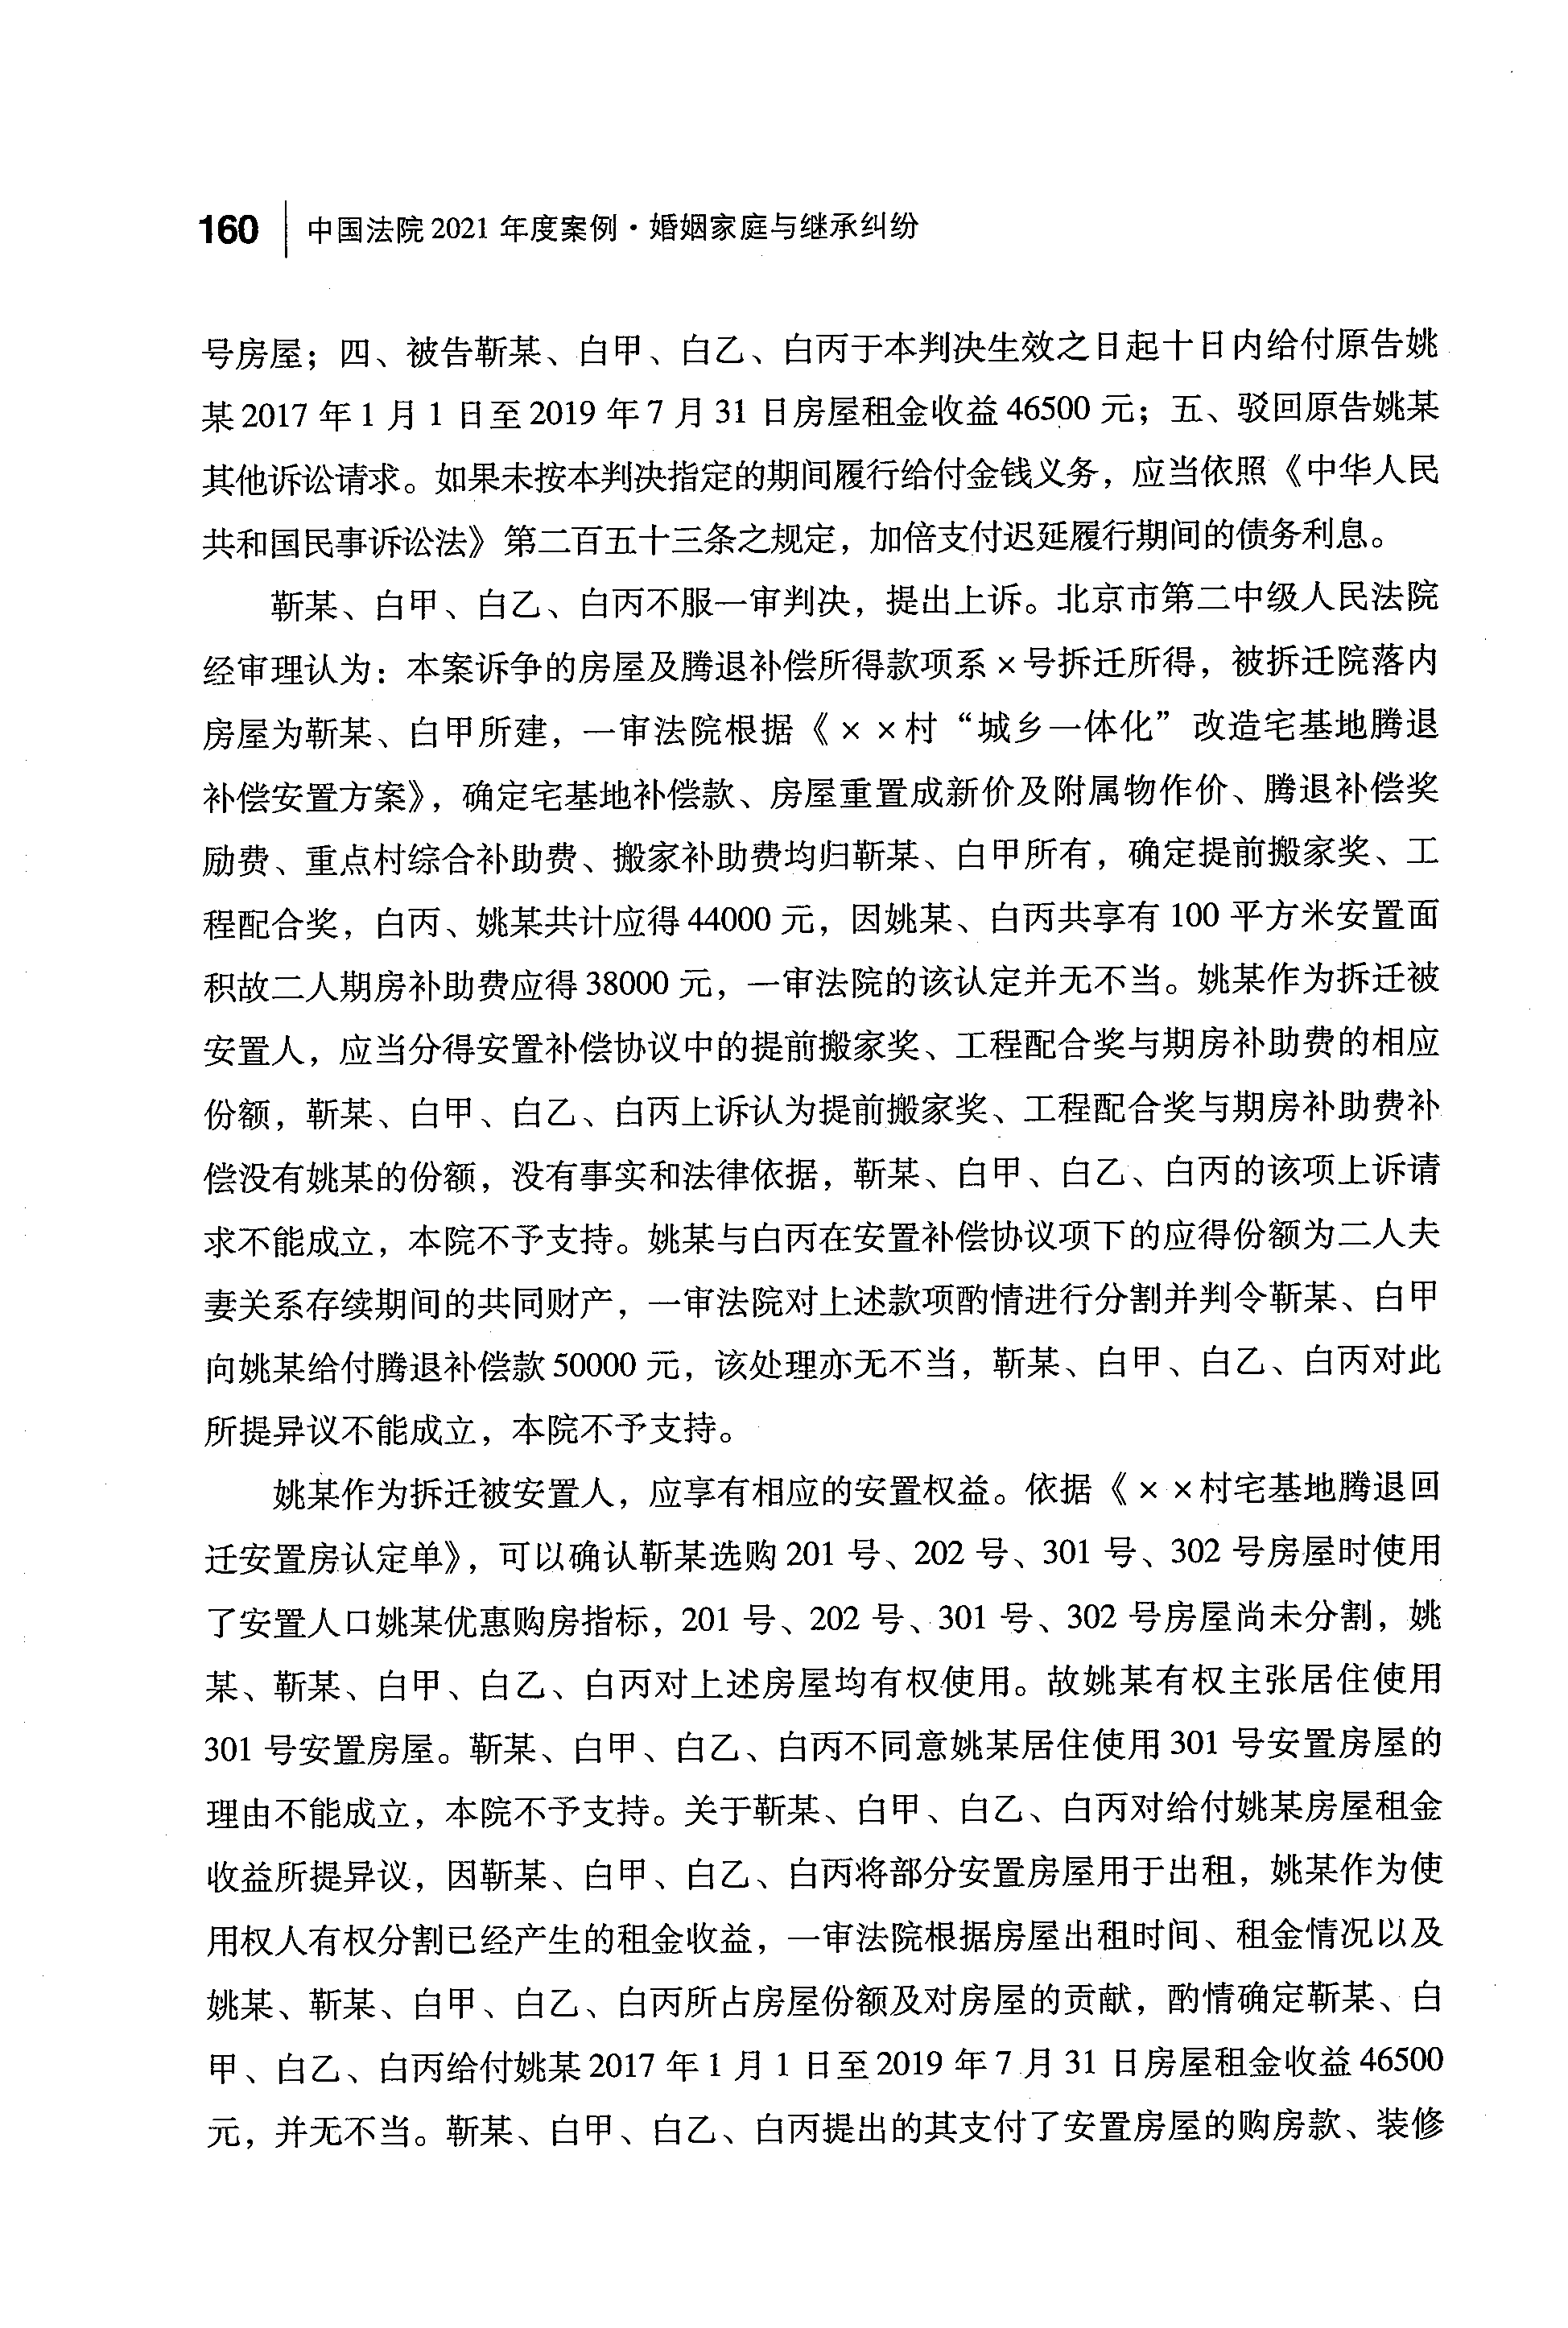 160 中国法院2021年度案例·婚姻家庭与继承纠纷
号房屋；四、被告靳某、白甲、白乙、白丙于本判决生效之日起十日内给付原告姚
某2017年1月1日至2019年7月31日房屋租金收益46500元；五、驳回原告姚某
其他诉讼请求。如果未按本判决指定的期间履行给付金钱义务，应当依照《中华人民
共和国民事诉讼法》第二百五十三条之规定，加倍支付迟延履行期间的债务利息。
靳某、白甲、白乙、白丙不服一审判决，提出上诉。北京市第二中级人民法院
经审理认为：本案诉争的房屋及腾退补偿所得款项系×号拆迁所得，被拆迁院落内
房屋为靳某、白甲所建，一审法院根据《××村“城乡一体化”改造宅基地腾退
补偿安置方案》，确定宅基地补偿款、房屋重置成新价及附属物作价、腾退补偿奖
励费、重点村综合补助费、搬家补助费均归靳某、白甲所有，确定提前搬家奖、工
程配合奖，白丙、姚某共计应得44000元，因姚某、白丙共享有100平方米安置面
积故二人期房补助费应得38000元，一审法院的该认定并无不当。姚某作为拆迁被
安置人，应当分得安置补偿协议中的提前搬家奖、工程配合奖与期房补助费的相应
份额，靳某、白甲、白乙、白丙上诉认为提前搬家奖、工程配合奖与期房补助费补
偿没有姚某的份额，没有事实和法律依据，靳某、白甲、白乙、白丙的该项上诉请
求不能成立，本院不予支持。姚某与白丙在安置补偿协议项下的应得份额为二人夫
妻关系存续期间的共同财产，一审法院对上述款项酌情进行分割并判令靳某、白甲
向姚某给付腾退补偿款50000元，该处理亦无不当，靳某、白甲、白乙、白丙对此
所提异议不能成立，本院不予支持。
姚某作为拆迁被安置人，应享有相应的安置权益。依据《××村宅基地腾退回
迁安置房认定单》，可以确认靳某选购201号、202号、301号、302号房屋时使用
了安置人口姚某优惠购房指标，201号、202号、301号、302号房屋尚未分割，姚
某、靳某、白甲、白乙、白丙对上述房屋均有权使用。故姚某有权主张居住使用
301号安置房屋。靳某、白甲、白乙、白丙不同意姚某居住使用301号安置房屋的
理由不能成立，本院不予支持。关于靳某、白甲、白乙、白丙对给付姚某房屋租金
收益所提异议，因靳某、白甲、白乙、白丙将部分安置房屋用于出租，姚某作为使
用权人有权分割已经产生的租金收益，一审法院根据房屋出租时间、租金情况以及
姚某、靳某、白甲、白乙、白丙所占房屋份额及对房屋的贡献，酌情确定靳某、白
甲、白乙、白丙给付姚某2017年1月1日至2019年7月31日房屋租金收益46500
元，并无不当。靳某、白甲、白乙、白丙提出的其支付了安置房屋的购房款、装修